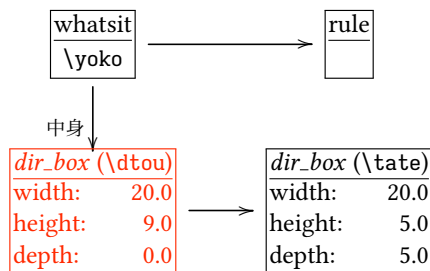 whatsit
\yoko
rule
中身
dir_box (\dtou)
width: 20.0
height: 9.0
depth: 0.0
dir_box (\tate)
width: 20.0
height: 5.0
depth: 5.0